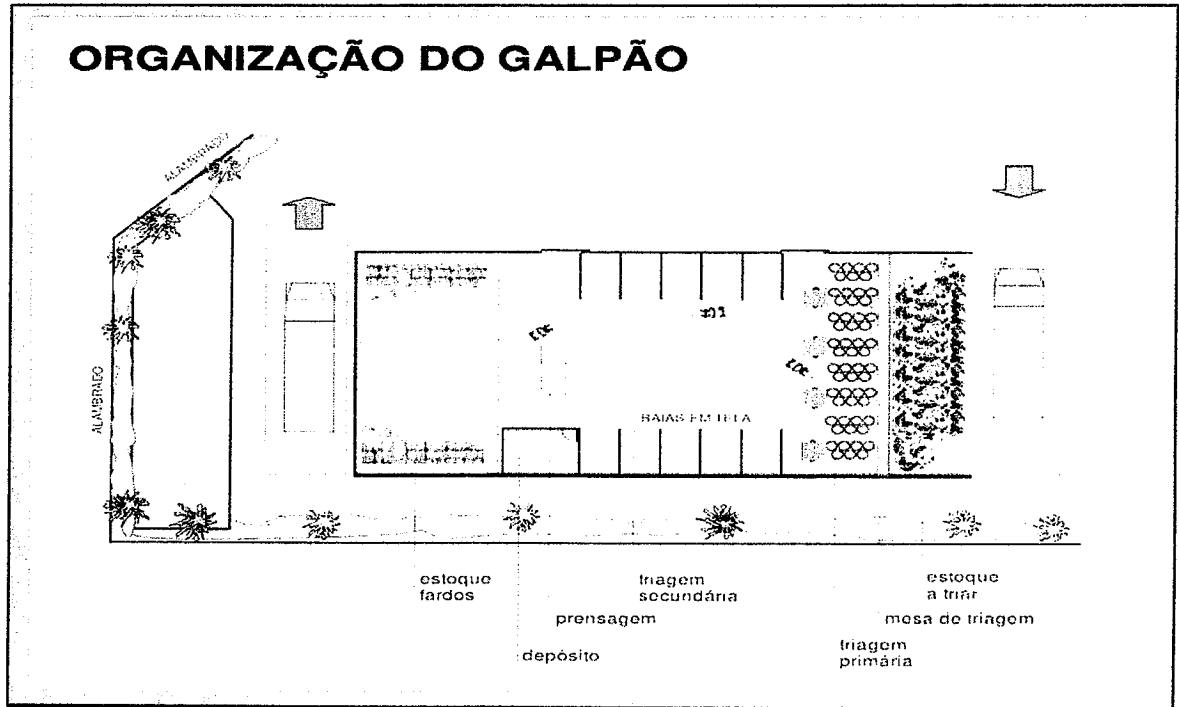 ORGANIZAÇÃO DO GALPÃO
ALAMBRADO
ALAMBRADO
BAIAS EM TELA
estoque
fardos
triagem
secundária
estoque
a triar
prensagem
mesa de triagem
depósito
triagem
primária